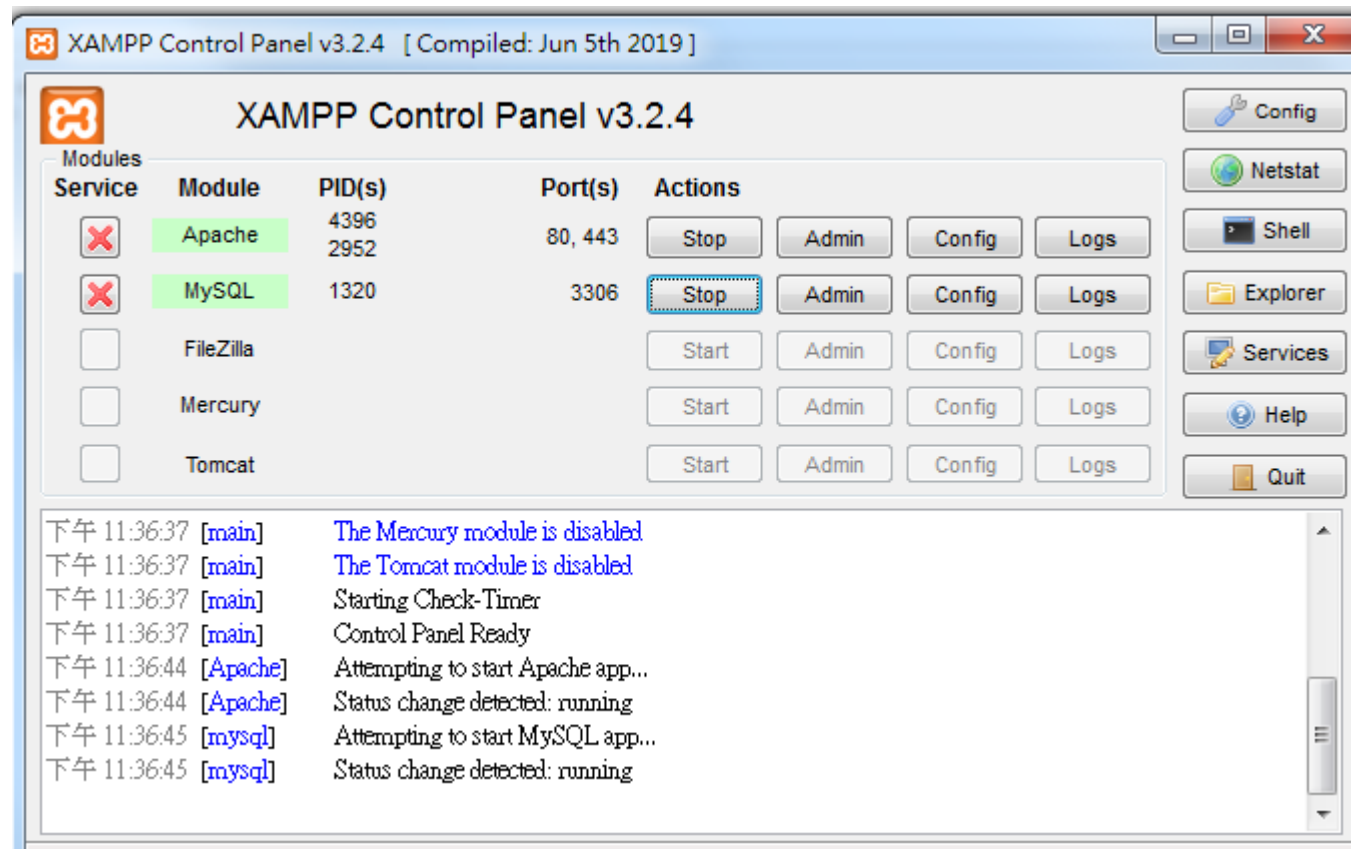 XAMPP Control Panel v3.2.4 [ Compiled: Jun 5th 2019 ]
XAMPP Control Panel v3.2.4
Config
Modules
Service Module PID(s) Port(s) Actions
Netstat
Apache 4396 2952 80, 443 Stop Admin Config Logs
Shell
MySQL 1320 3306 Stop Admin Config Logs
Explorer
FileZilla Start Admin Config Logs
Services
Mercury Start Admin Config Logs
Help
Tomcat Start Admin Config Logs
Quit
下午 11:36:37 [main] The Mercury module is disabled
下午 11:36:37 [main] The Tomcat module is disabled
下午 11:36:37 [main] Starting Check-Timer
下午 11:36:37 [main] Control Panel Ready
下午 11:36:44 [Apache] Attempting to start Apache app...
下午 11:36:44 [Apache] Status change detected: running
下午 11:36:45 [mysql] Attempting to start MySQL app...
下午 11:36:45 [mysql] Status change detected: running